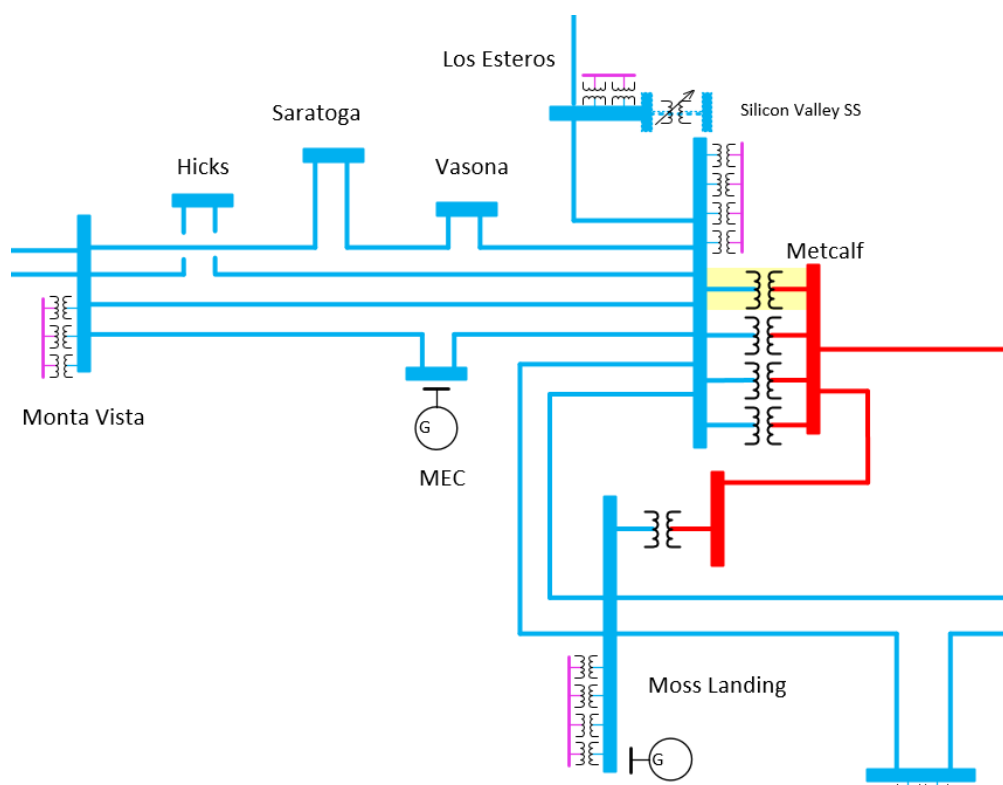 Los Esteros
Silicon Valley SS
Saratoga
Hicks
Vasona
Metcalf
Monta Vista
G
MEC
Moss Landing
G